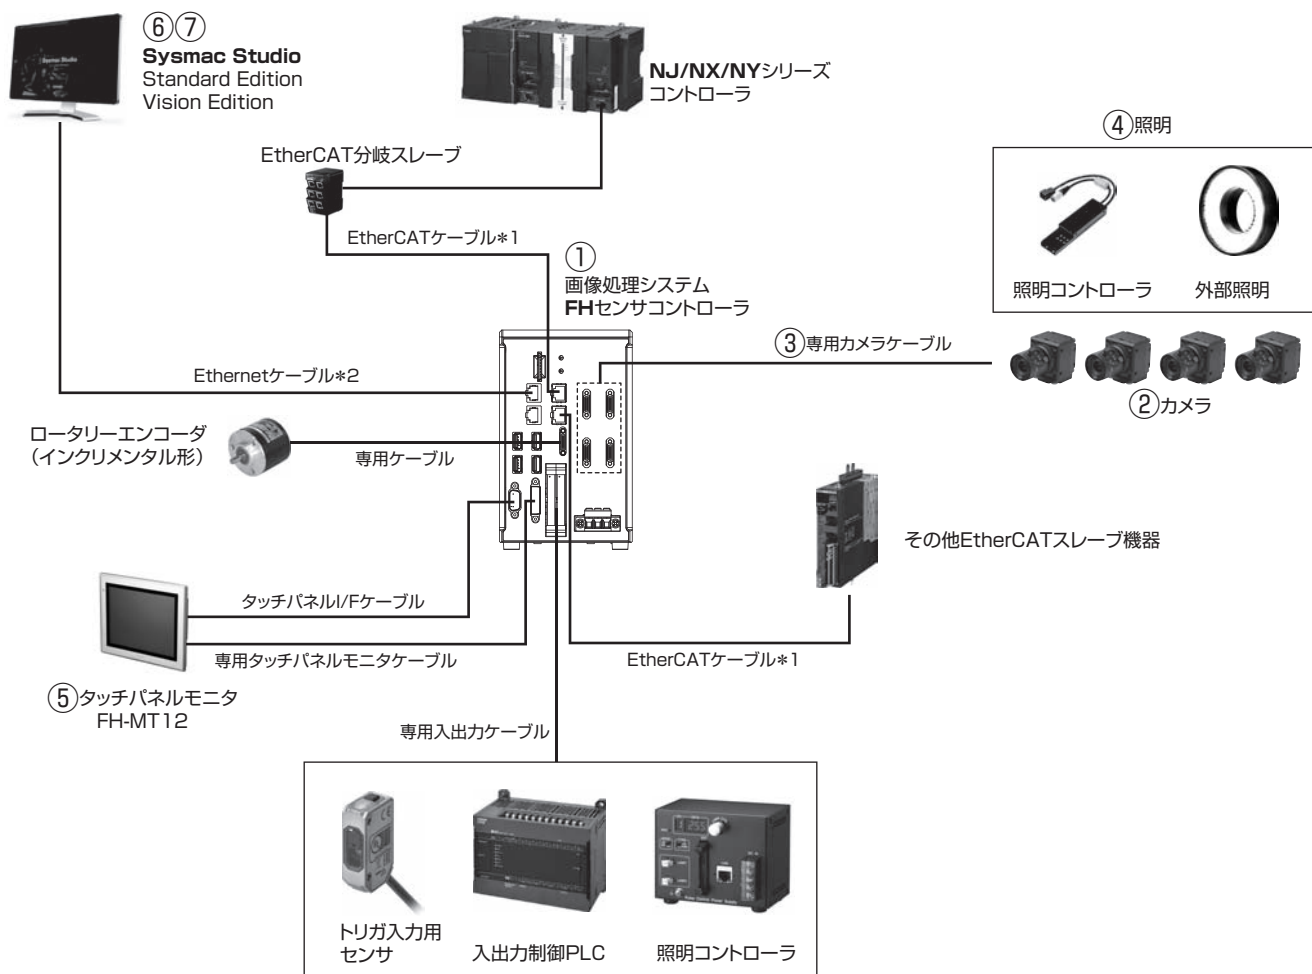 ⑥⑦
Sysmac Studio
Standard Edition
Vision Edition
NJ/NX/NYシリーズ
コントローラ
EtherCAT分岐スレーブ
EtherCATケーブル*1
①
画像処理システム
FHセンサコントローラ
④照明
照明コントローラ
外部照明
③専用カメラケーブル
②カメラ
Ethernetケーブル*2
ロータリーエンコーダ
(インクリメンタル形)
専用ケーブル
その他EtherCATスレーブ機器
タッチパネルI/Fケーブル
専用タッチパネルモニタケーブル
EtherCATケーブル*1
⑤タッチパネルモニタ
FH-MT12
専用入出力ケーブル
トリガ入力用
センサ
入出力制御PLC
照明コントローラ